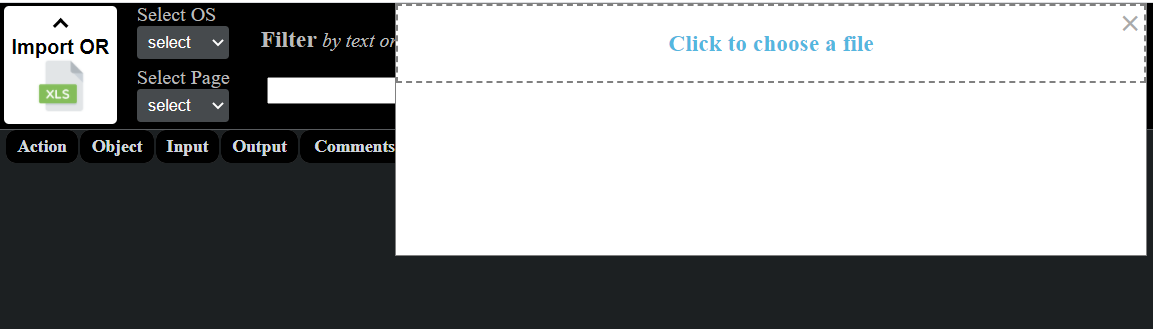 Import OR
XLS
Select OS
select
Select Page
select
Filter by text or
Click to choose a file
×
Action Object Input Output Comments